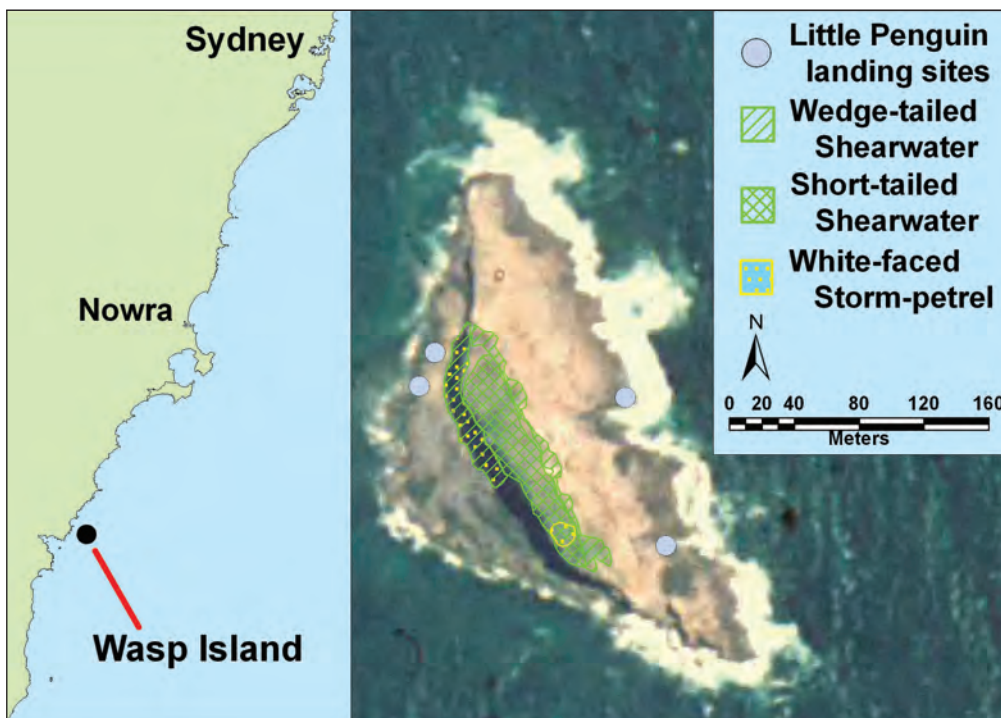 Sydney
Nowra
Wasp Island
Little Penguin
landing sites
Wedge-tailed
Shearwater
Short-tailed
Shearwater
White-faced
Storm-petrel
N
0 20 40 80 120 160
Meters